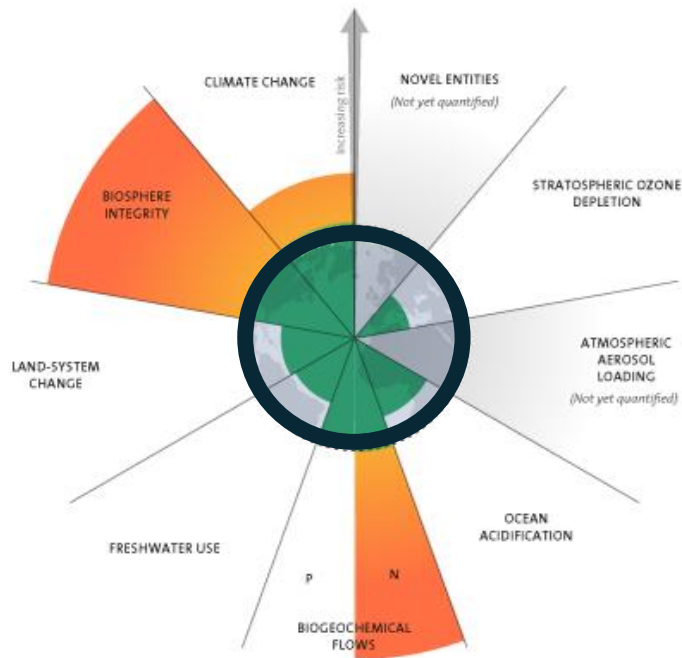 CLIMATE CHANGE
Increasing risk
NOVEL ENTITIES
(Not yet quantified)
STRATOSPHERIC OZONE
DEPLETION
BIOSPHERE
INTEGRITY
ATMOSPHERIC
AEROSOL
LOADING
(Not yet quantified)
LAND-SYSTEM
CHANGE
OCEAN
ACIDIFICATION
FRESHWATER USE
P
N
BIOGEOCHEMICAL
FLOWS